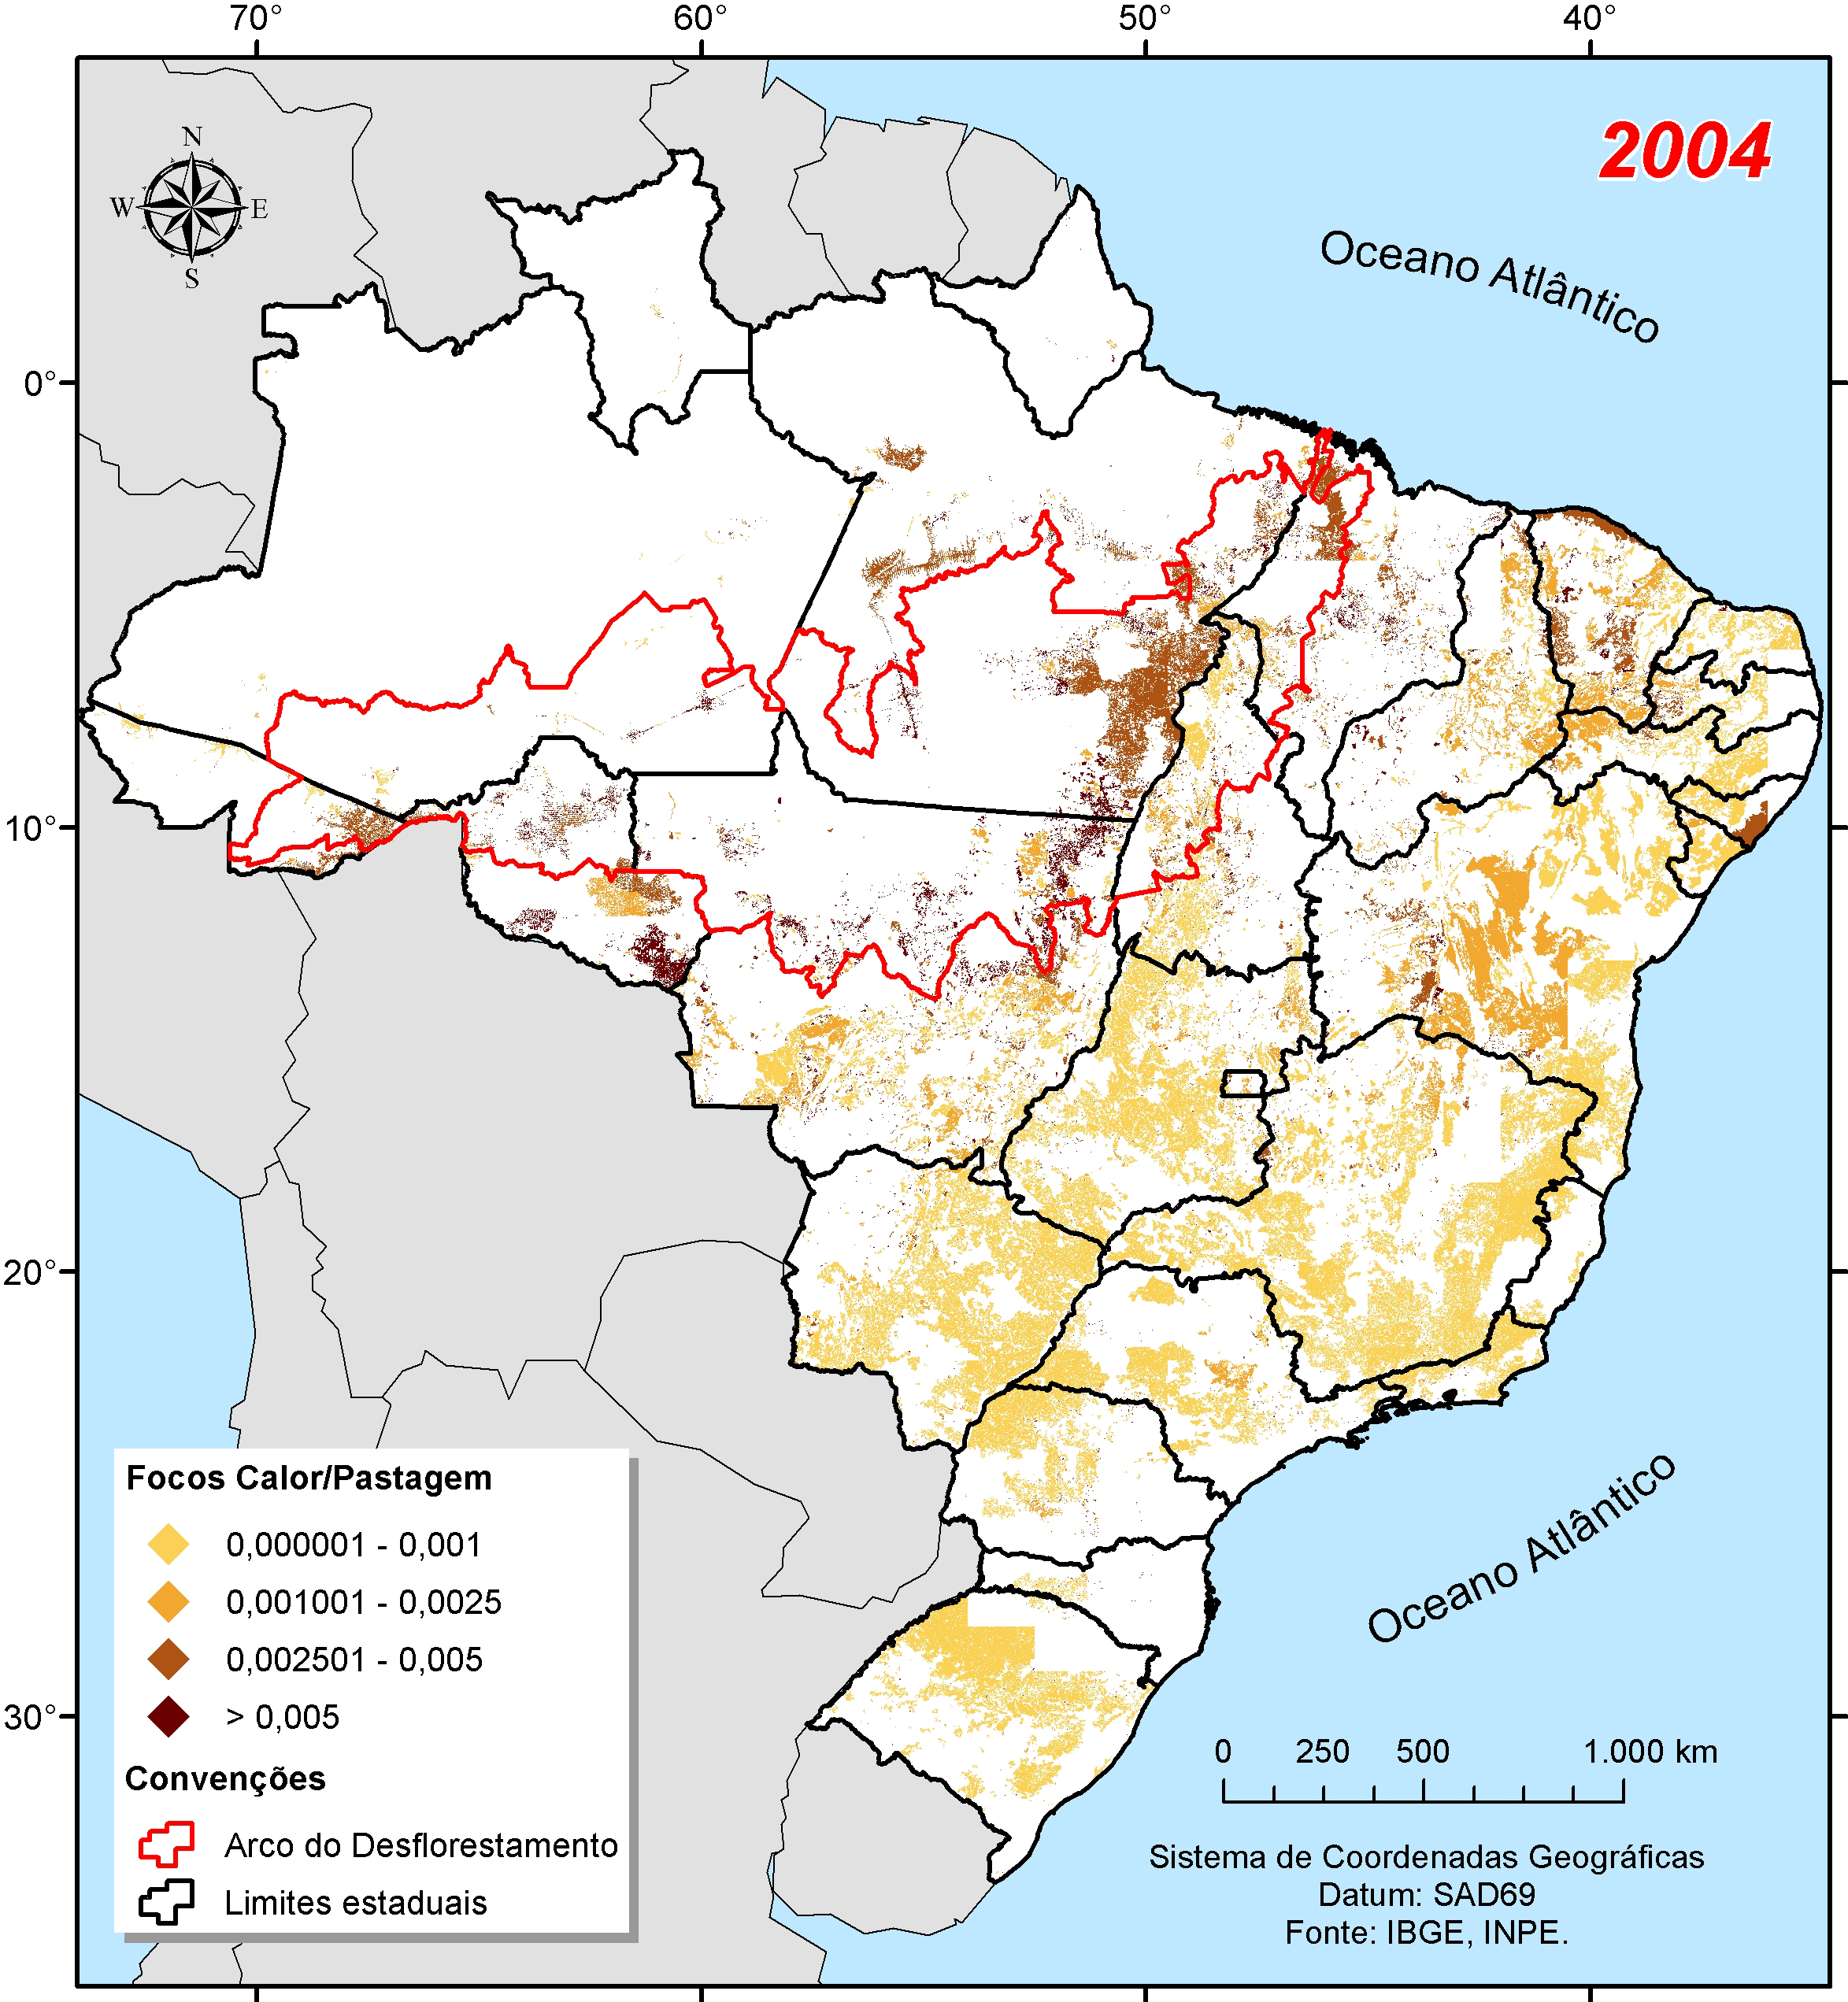 70° 60° 50° 40°
2004
N
W E
S
Oceano Atlântico
0°
10°
20°
30°
Oceano Atlântico
Focos Calor/Pastagem
0,000001 - 0,001
0,001001 - 0,0025
0,002501 - 0,005
> 0,005
Convenções
Arco do Desflorestamento
Limites estaduais
0 250 500 1.000 km
Sistema de Coordenadas Geográficas
Datum: SAD69
Fonte: IBGE, INPE.